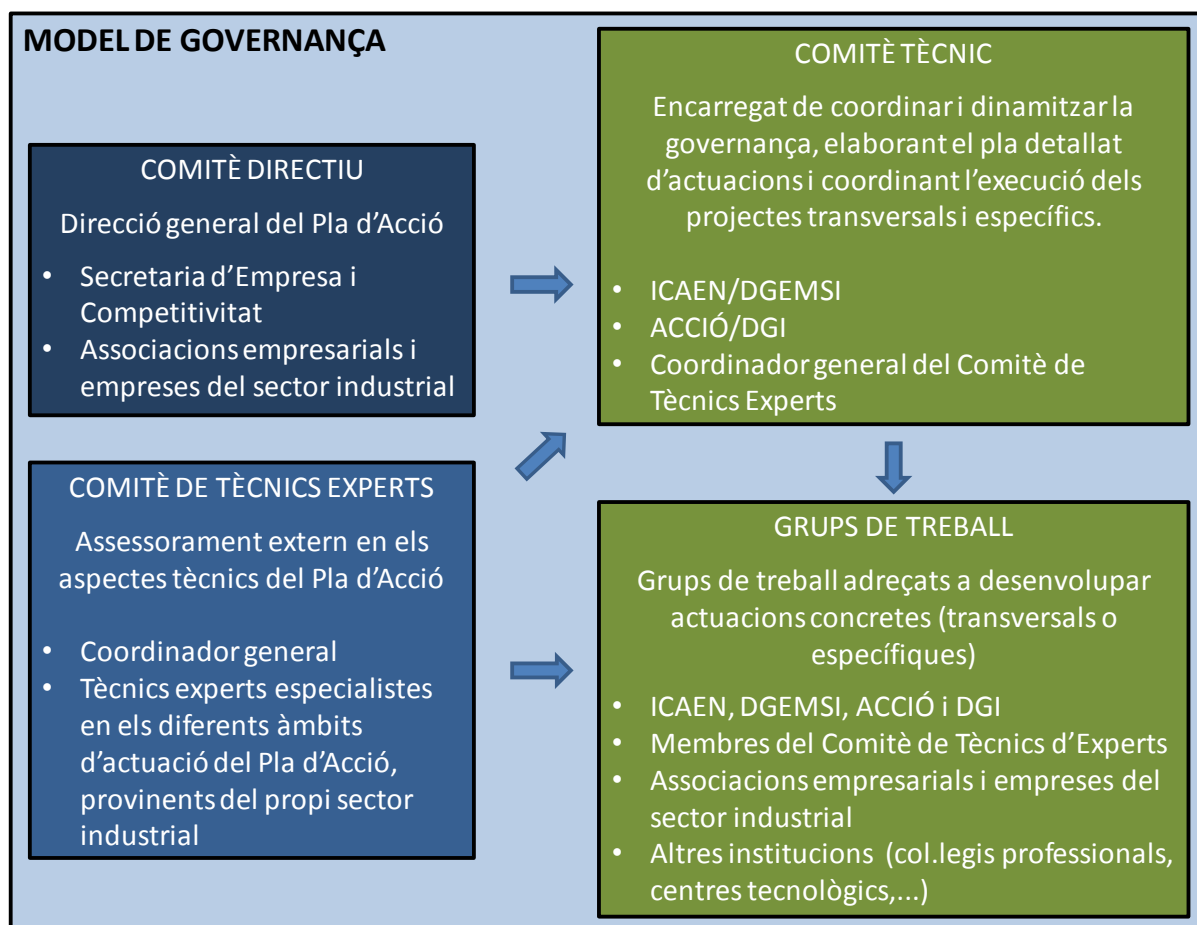 MODEL DE GOVERNANÇA
COMITÈ DIRECTIU
Direcció general del Pla d'Acció
• Secretaria d'Empresa i
Competitivitat
• Associacions empresarials i
empreses del sector industrial
COMITÈ TÈCNIC
Encarregat de coordinar i dinamitzar la
governança, elaborant el pla detallat
d'actuacions i coordinant l'execució dels
projectes transversals i específics.
• ICAEN/DGEMSI
• ACCIÓ/DGI
• Coordinador general del Comitè de
Tècnics Experts
COMITÈ DE TÈCNICS EXPERTS
Assessorament extern en els
aspectes tècnics del Pla d'Acció
• Coordinador general
• Tècnics experts especialistes
en els diferents àmbits
d'actuació del Pla d'Acció,
provinents del propi sector
industrial
GRUPS DE TREBALL
Grups de treball adreçats a desenvolupar
actuacions concretes (transversals o
específiques)
• ICAEN, DGEMSI, ACCIÓ i DGI
• Membres del Comitè de Tècnics d'Experts
• Associacions empresarials i empreses del
sector industrial
• Altres institucions (col.legis professionals,
centres tecnològics,...)